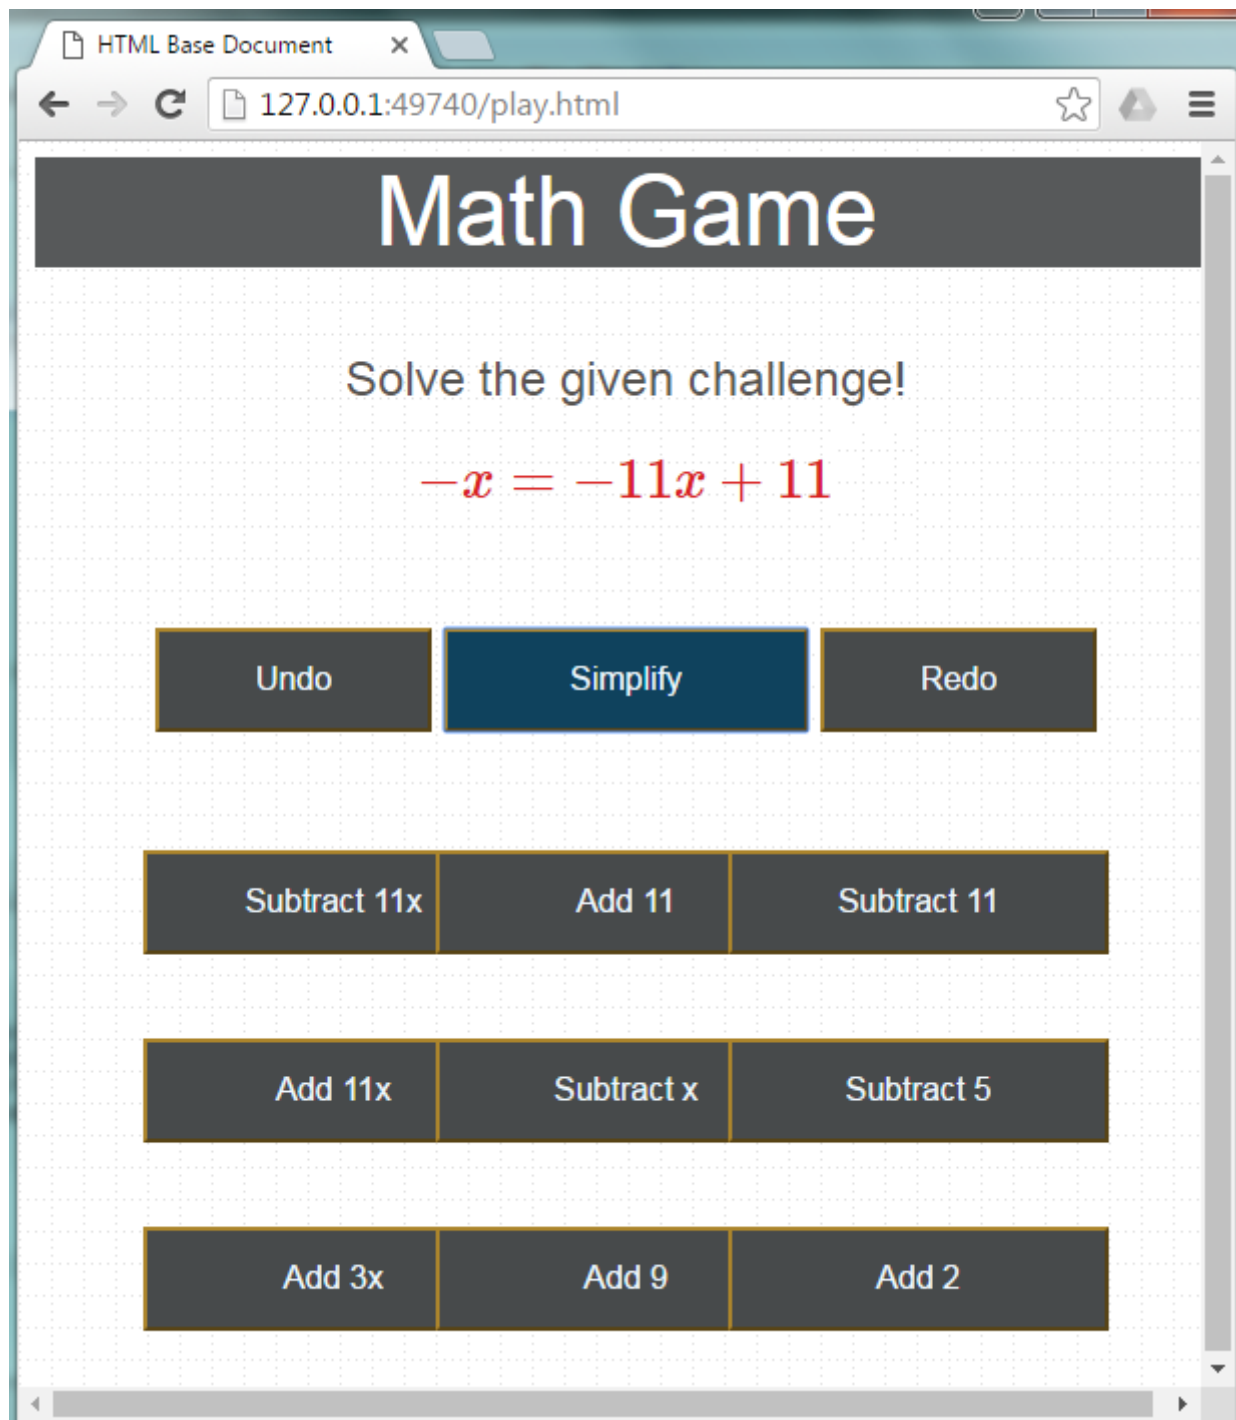 HTML Base Document
127.0.0.1:49740/play.html
Math Game
Solve the given challenge!
−x = −11x + 11
Undo Simplify Redo
Subtract 11x Add 11 Subtract 11
Add 11x Subtract x Subtract 5
Add 3x Add 9 Add 2